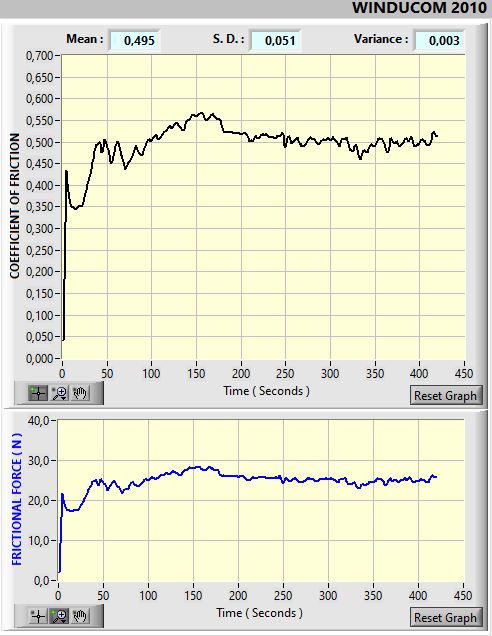 WINDUCOM 2010
Mean : 0,495 S. D. : 0,051 Variance : 0,003
COEFFICIENT OF FRICTION
0,700
0,650
0,600
0,550
0,500
0,450
0,400
0,350
0,300
0,250
0,200
0,150
0,100
0,050
0,000
0 50 100 150 200 250 300 350 400 450
Time ( Seconds )
Reset Graph
FRICTIONAL FORCE ( N )
40,0
30,0
20,0
10,0
0,0
0 50 100 150 200 250 300 350 400 450
Time ( Seconds )
Reset Graph